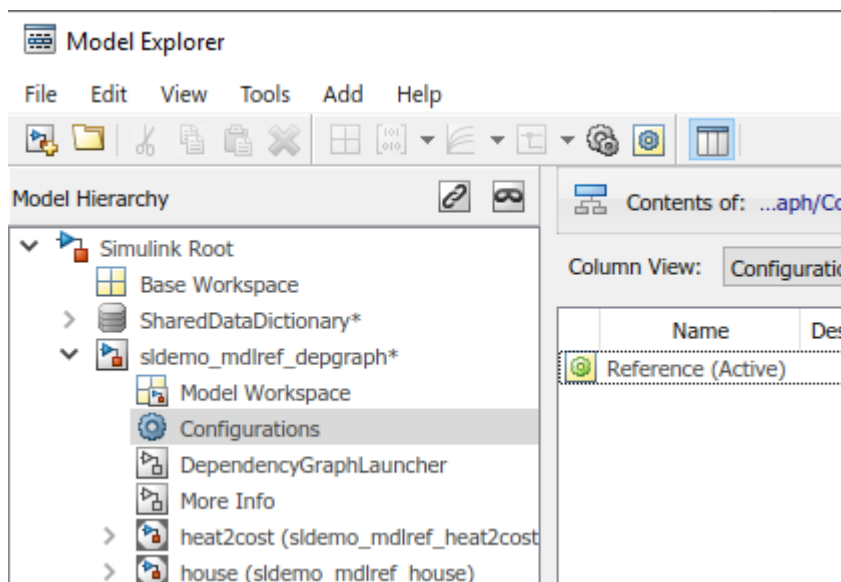 Model Explorer
File Edit View Tools Add Help
Model Hierarchy
Contents of: ...aph/Co
Simulink Root
Base Workspace
SharedDataDictionary*
sldemo_mdlref_depgraph*
Model Workspace
Configurations
DependencyGraphLauncher
More Info
heat2cost (sldemo_mdlref_heat2cost
house (sldemo_mdlref_house)
Column View: Configuratio
Name Des
Reference (Active)